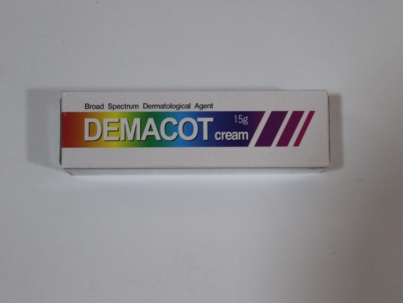 Broad Spectrum Dermatological Agent
DEMACOT cream 15g